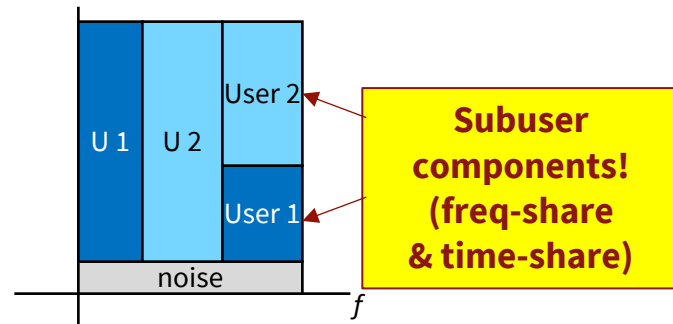 User 2
U 1
U 2
User 1
noise
f
Subuser
components!
(freq-share
& time-share)